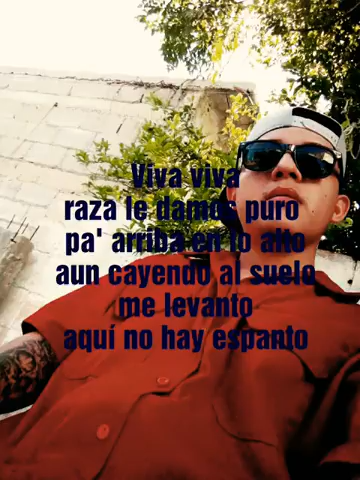 Viva viva
raza le damos puro
pa' arriba en lo alto
aun cayendo al suelo
me levanto
aquí no hay espanto